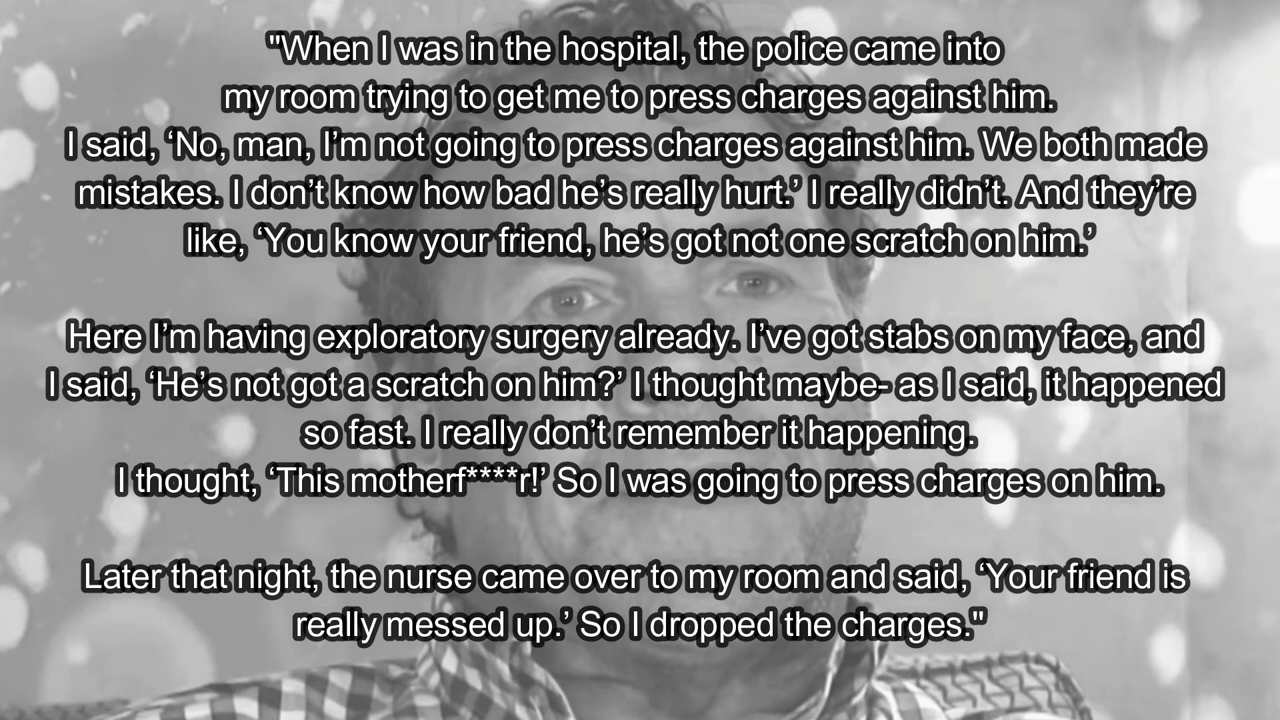 "When I was in the hospital, the police came into
my room trying to get me to press charges against him.
I said, ‘No, man, I’m not going to press charges against him. We both made
mistakes. I don’t know how bad he’s really hurt.’ I really didn’t. And they’re
like, ‘You know your friend, he’s got not one scratch on him.’
Here I’m having exploratory surgery already. I’ve got stabs on my face, and
I said, ‘He’s not got a scratch on him?’ I thought maybe- as I said, it happened
so fast. I really don’t remember it happening.
I thought, ‘This motherf****r!’ So I was going to press charges on him.
Later that night, the nurse came over to my room and said, ‘Your friend is
really messed up.’ So I dropped the charges."